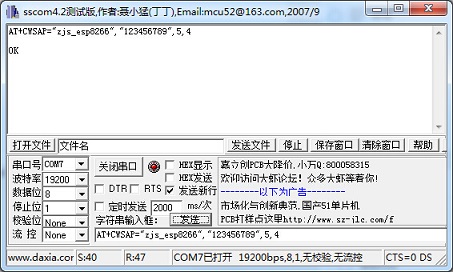 sscom4.2测试版,作者:聂小猛(丁丁),Email:mcu52@163.com,2007/9
AT+CWSAP="zjs_esp8266","123456789",5,4
OK
打开文件 文件名 发送文件 停止 保存窗口 清除窗口 帮助
串口号 COM7 关闭串口 HEX显示 嘉立创PCB大降价,小万Q:800058315
波特率 19200 HEX发送 欢迎访问大虾论坛!众多大虾等着你!
数据位 8 DTR RTS 发送新行 --------以下为广告--------
停止位 1 定时发送 2000 ms/次 市场化与创新典范,国产51单片机
校验位 None 字符串输入框: 发送 PCB打样点这里http://www.sz-jlc.com/f
流 控 None AT+CWSAP="zjs_esp8266","123456789",5,4
www.daxia.cor S:40 R:47 COM7已打开 19200bps,8,1,无校验,无流控 CTS=0 DS